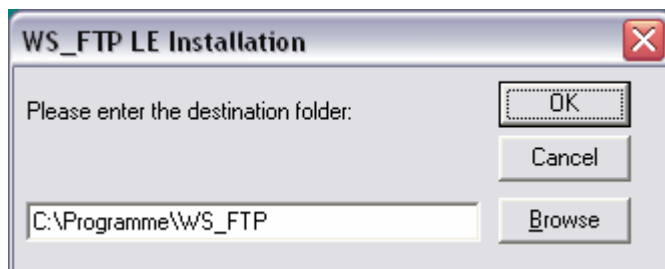 WS_FTP LE Installation
Please enter the destination folder:
OK
Cancel
C:\Programme\WS_FTP
Browse